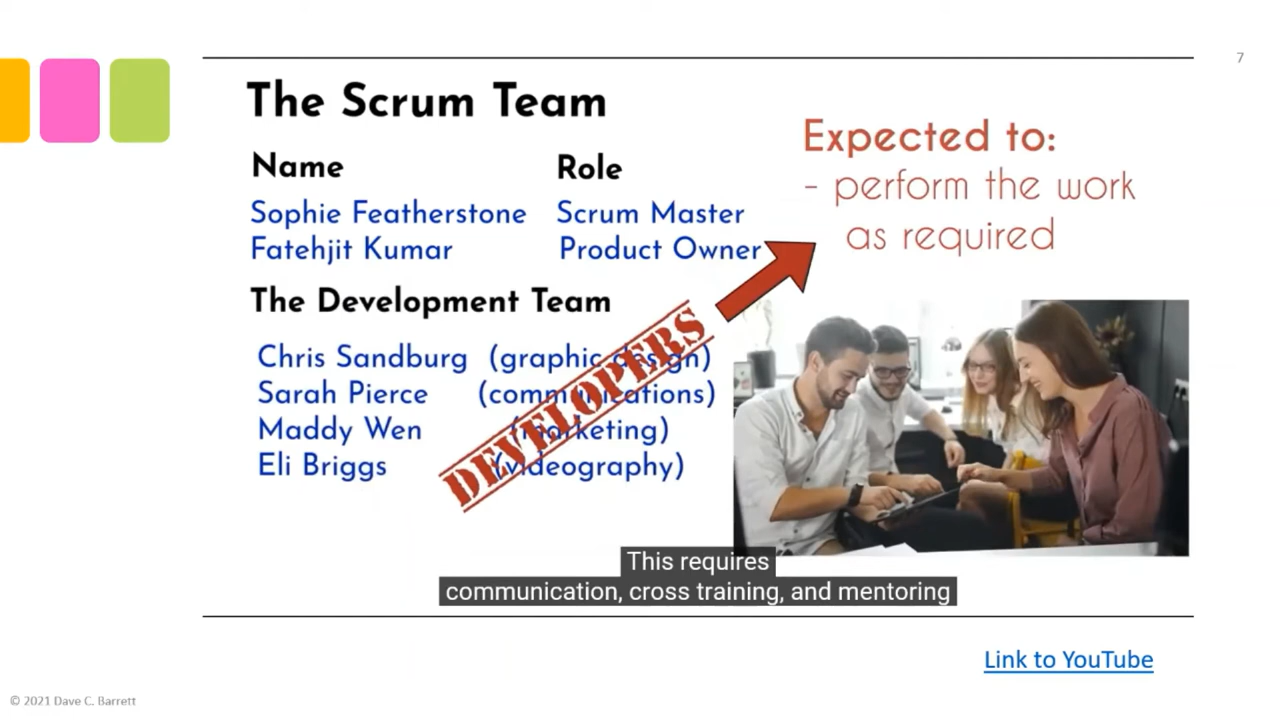 7
The Scrum Team
Name Role
Sophie Featherstone Scrum Master
Fatehjit Kumar Product Owner
The Development Team
Chris Sandburg (graphic design)
Sarah Pierce (communications)
Maddy Wen (marketing)
Eli Briggs (videography)
DEVELOPERS
Expected to:
- perform the work
as required
This requires
communication, cross training, and mentoring
Link to YouTube
© 2021 Dave C. Barrett